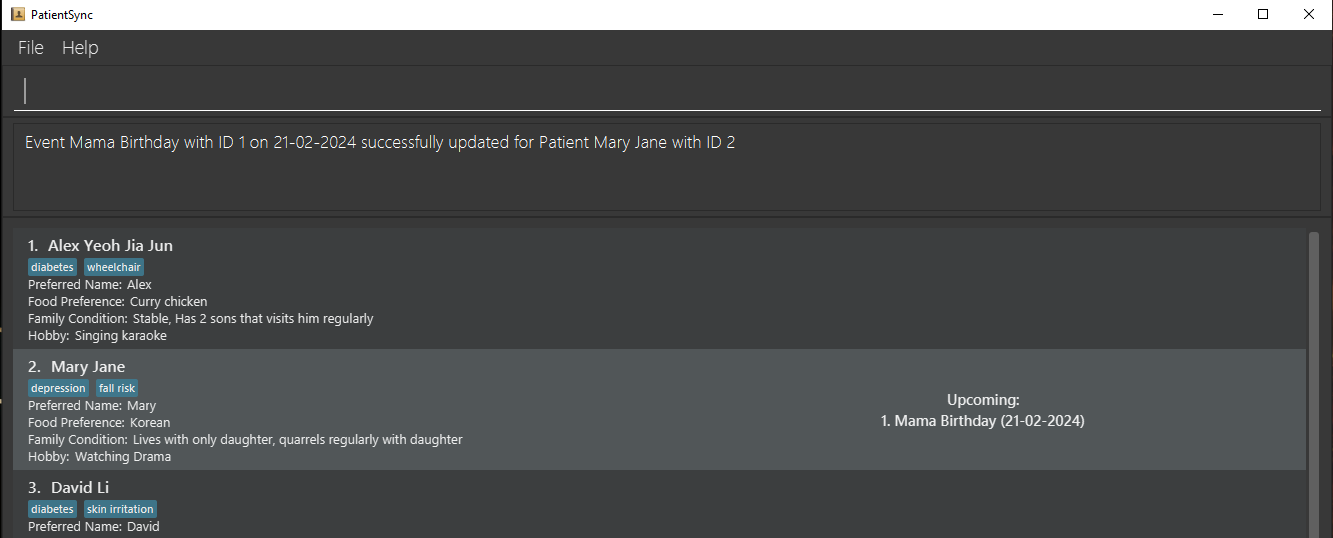 PatientSync
File Help
Event Mama Birthday with ID 1 on 21-02-2024 successfully updated for Patient Mary Jane with ID 2
1. Alex Yeoh Jia Jun
diabetes wheelchair
Preferred Name: Alex
Food Preference: Curry chicken
Family Condition: Stable, Has 2 sons that visits him regularly
Hobby: Singing karaoke
2. Mary Jane
depression fall risk
Preferred Name: Mary
Food Preference: Korean
Family Condition: Lives with only daughter, quarrels regularly with daughter
Hobby: Watching Drama
Upcoming:
1. Mama Birthday (21-02-2024)
3. David Li
diabetes skin irritation
Preferred Name: David